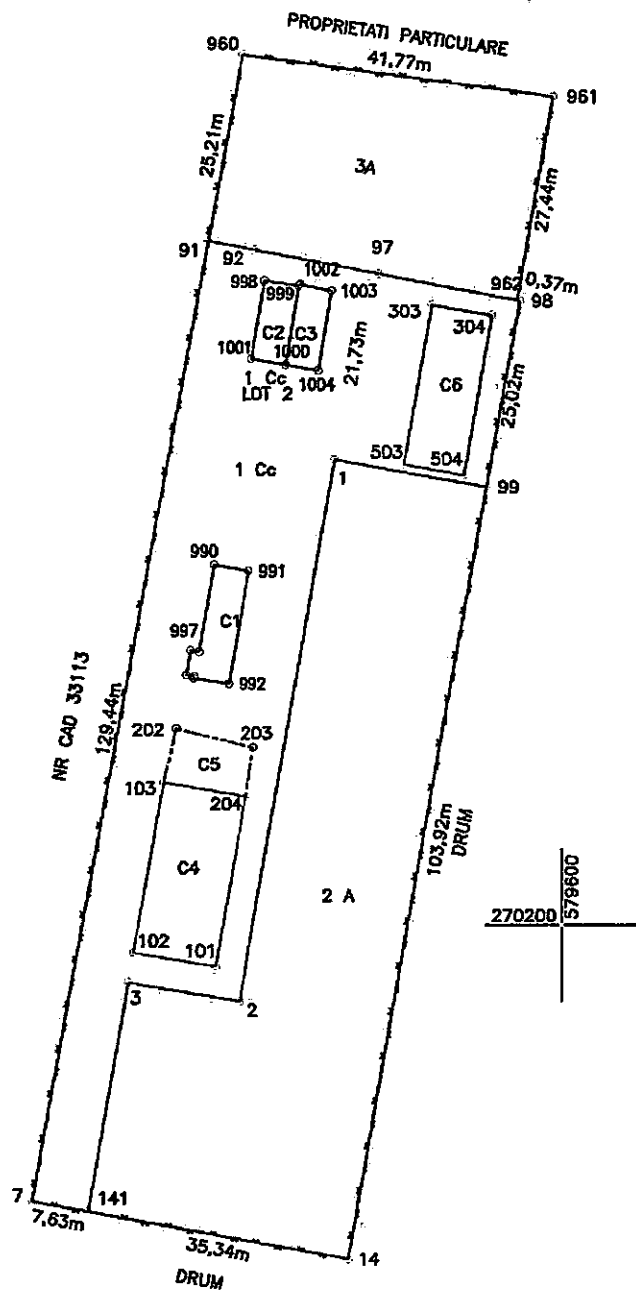 PROPRIETATI PARTICULARE
960
41,77m
961
25,21m
3A
27,44m
91
92
97
1002
962
0,37m
98
998
999
1003
303
304
C2
C3
21,73m
1001
1000
1004
1 Cc
LOT 2
C6
25,02m
503
504
1
99
1 Cc
990
991
C1
997
992
NR CAD 33113
129,44m
202
203
C5
103
204
C4
103,92m
DRUM
2 A
270200
579600
102
101
3
2
7
141
7,63m
35,34m
14
DRUM